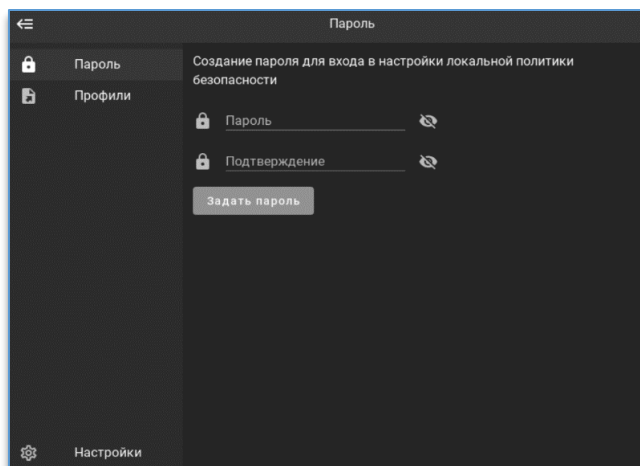 Пароль
Пароль
Профили
Создание пароля для входа в настройки локальной политики
безопасности
Пароль
Подтверждение
Задать пароль
Настройки